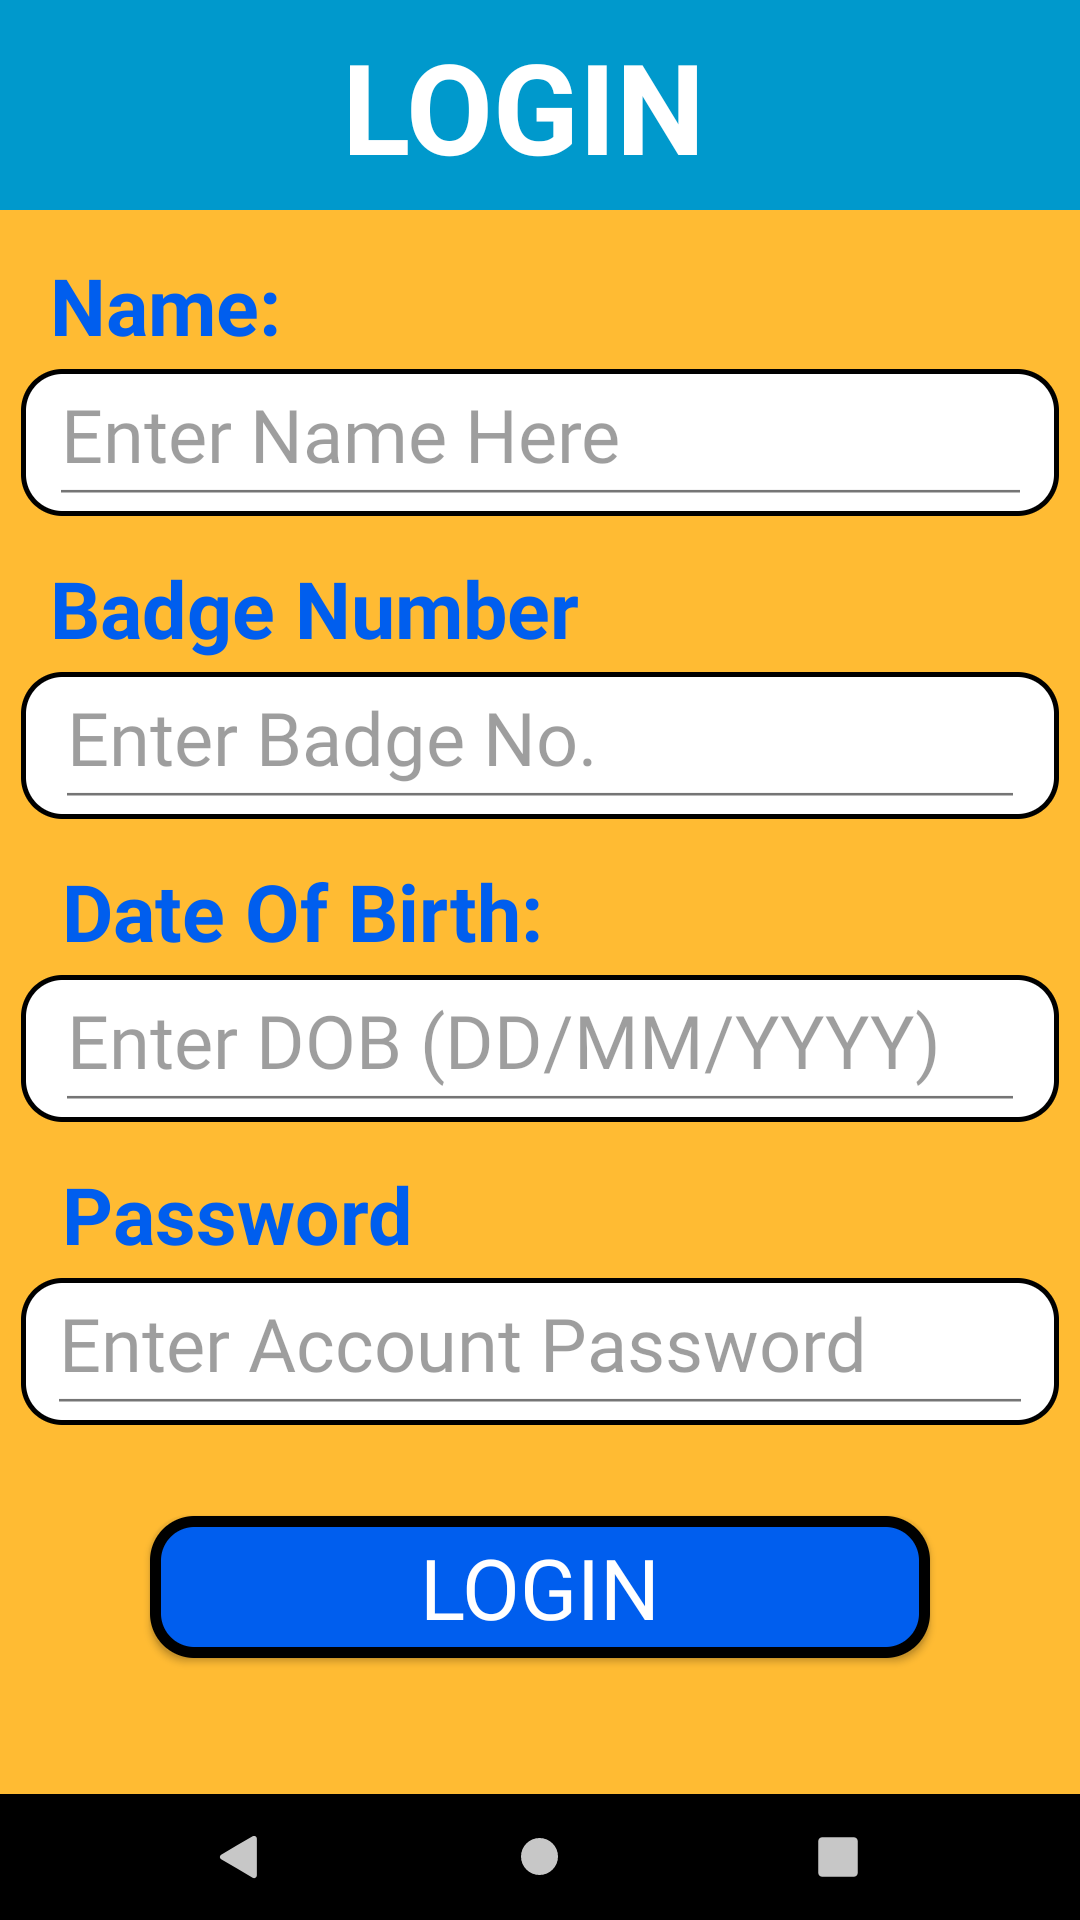 LOGIN
Name:
Enter Name Here
Badge Number
Enter Badge No.
Date Of Birth:
Enter DOB (DD/MM/YYYY)
Password
Enter Account Password
LOGIN